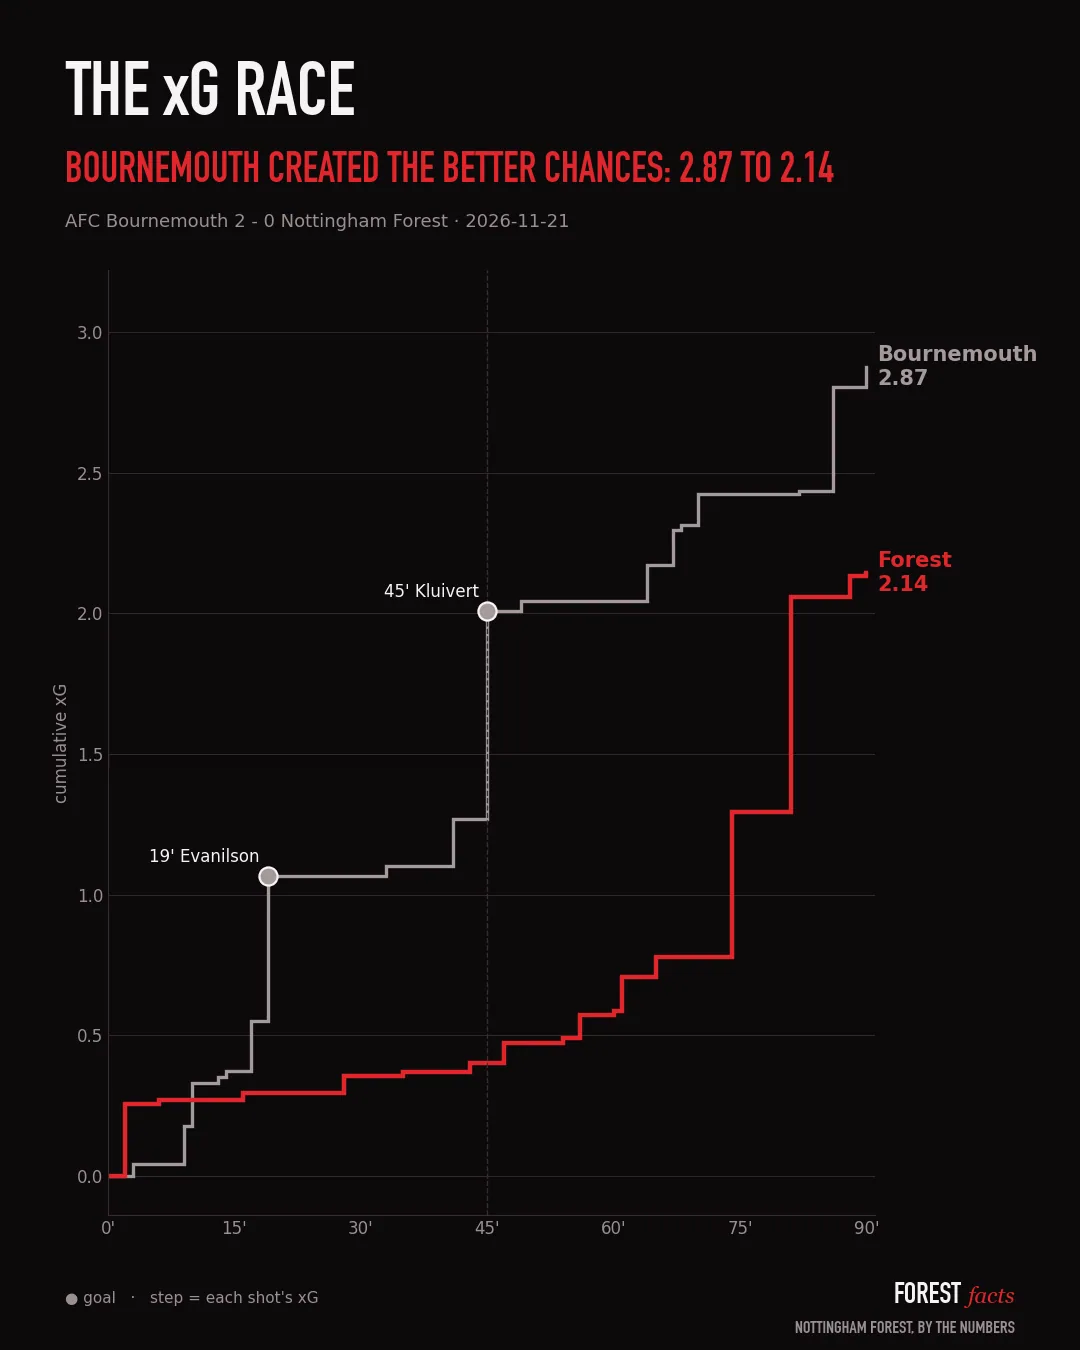 THE xG RACE
BOURNEMOUTH CREATED THE BETTER CHANCES: 2.87 TO 2.14
AFC Bournemouth 2 - 0 Nottingham Forest · 2026-11-21
3.0
Bournemouth
2.87
2.5
Forest
2.14
45' Kluivert
2.0
cumulative xG
1.5
19' Evanilson
1.0
0.5
0.0
0' 15' 30' 45' 60' 75' 90'
goal · step = each shot's xG
FOREST facts
NOTTINGHAM FOREST, BY THE NUMBERS